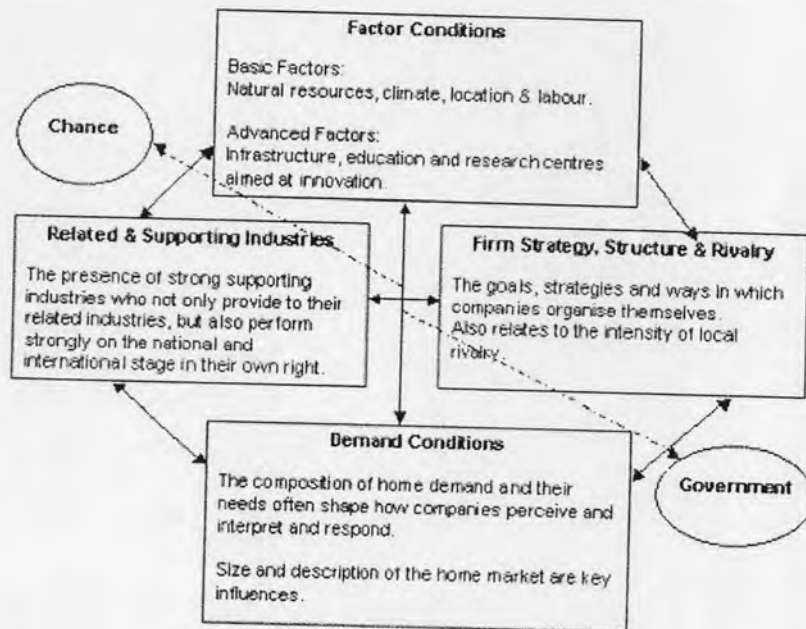 Factor Conditions
Basic Factors:
Natural resources, climate, location & labour.
Advanced Factors:
Infrastructure, education and research centres
aimed at innovation.
Chance
Related & Supporting Industries
The presence of strong supporting
industries who not only provide to their
related industries, but also perform
strongly on the national and
international stage in their own right.
Firm Strategy, Structure & Rivalry
The goals, strategies and ways in which
companies organise themselves.
Also relates to the intensity of local
rivalry.
Demand Conditions
The composition of home demand and their
needs often shape how companies perceive and
interpret and respond.
Size and description of the home market are key
influences.
Government